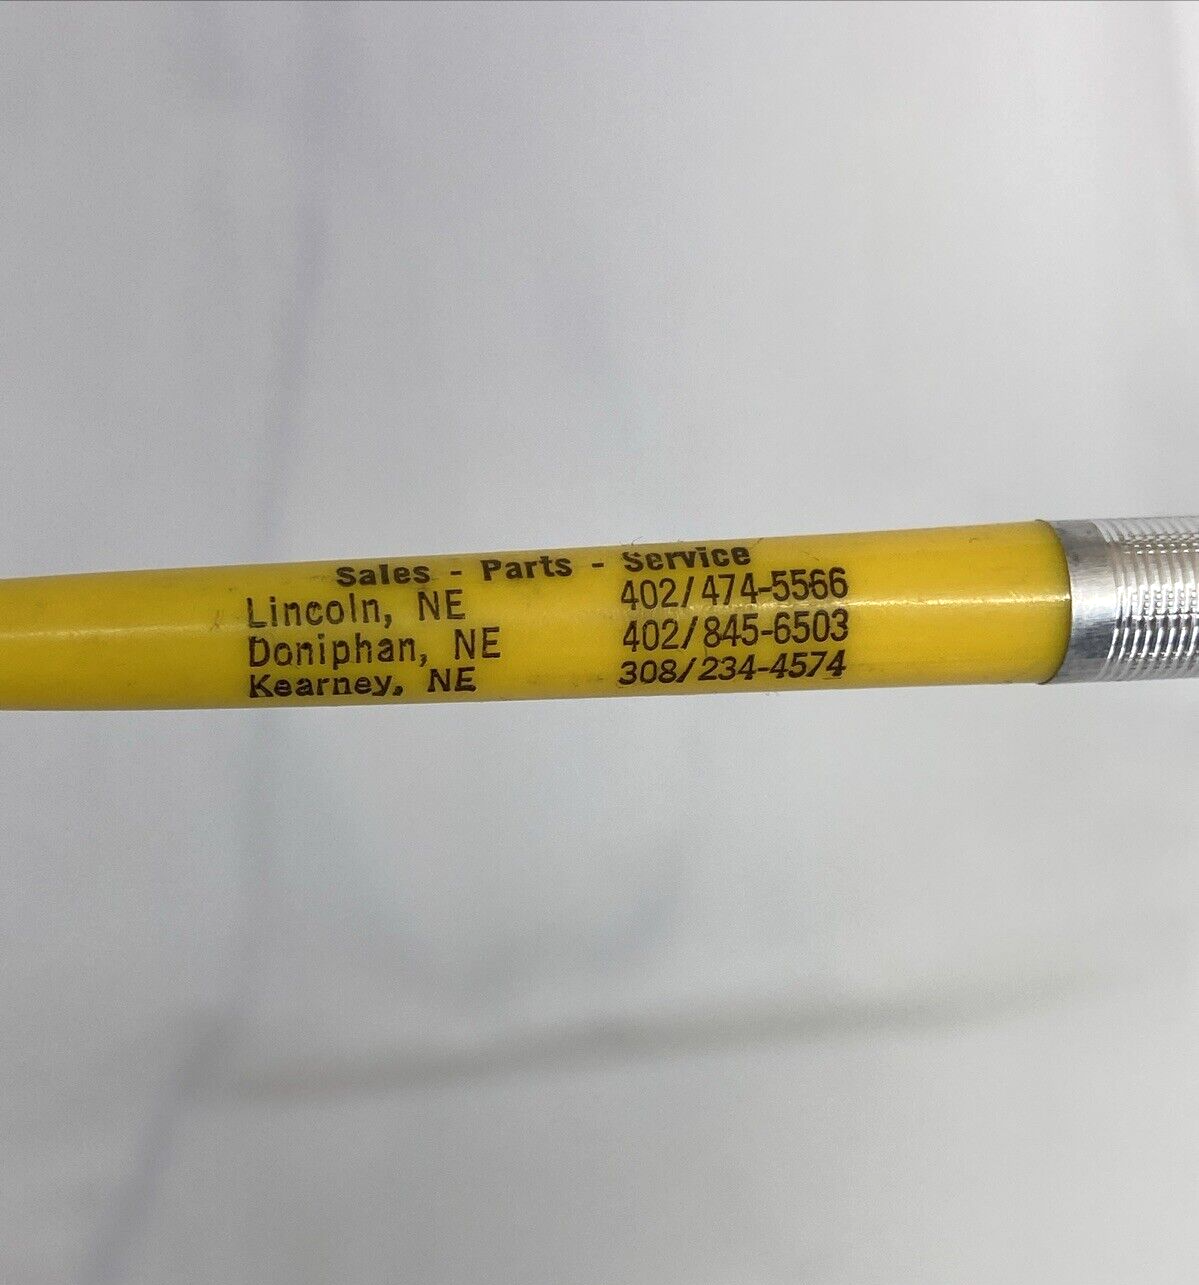 Sales - Parts - Service
Lincoln, NE 402/474-5566
Doniphan, NE 402/845-6503
Kearney, NE 308/234-4574